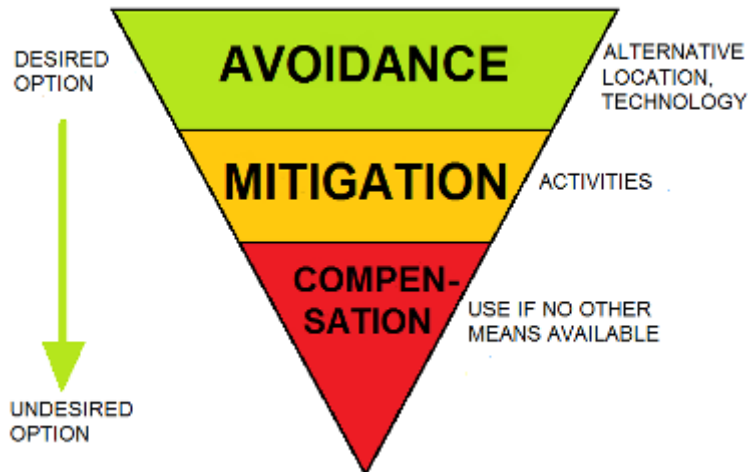 DESIRED
OPTION
AVOIDANCE
ALTERNATIVE
LOCATION,
TECHNOLOGY
MITIGATION
ACTIVITIES
COMPEN-
SATION
USE IF NO OTHER
MEANS AVAILABLE
UNDESIRED
OPTION